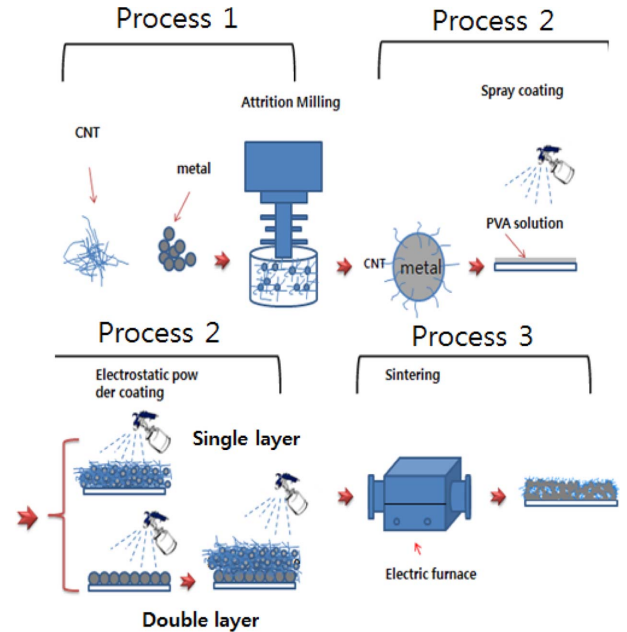 Process 1
Process 2
Attrition Milling
Spray coating
CNT
metal
PVA solution
CNT
metal
Process 2
Process 3
Electrostatic pow
der coating
Sintering
Single layer
Electric furnace
Double layer